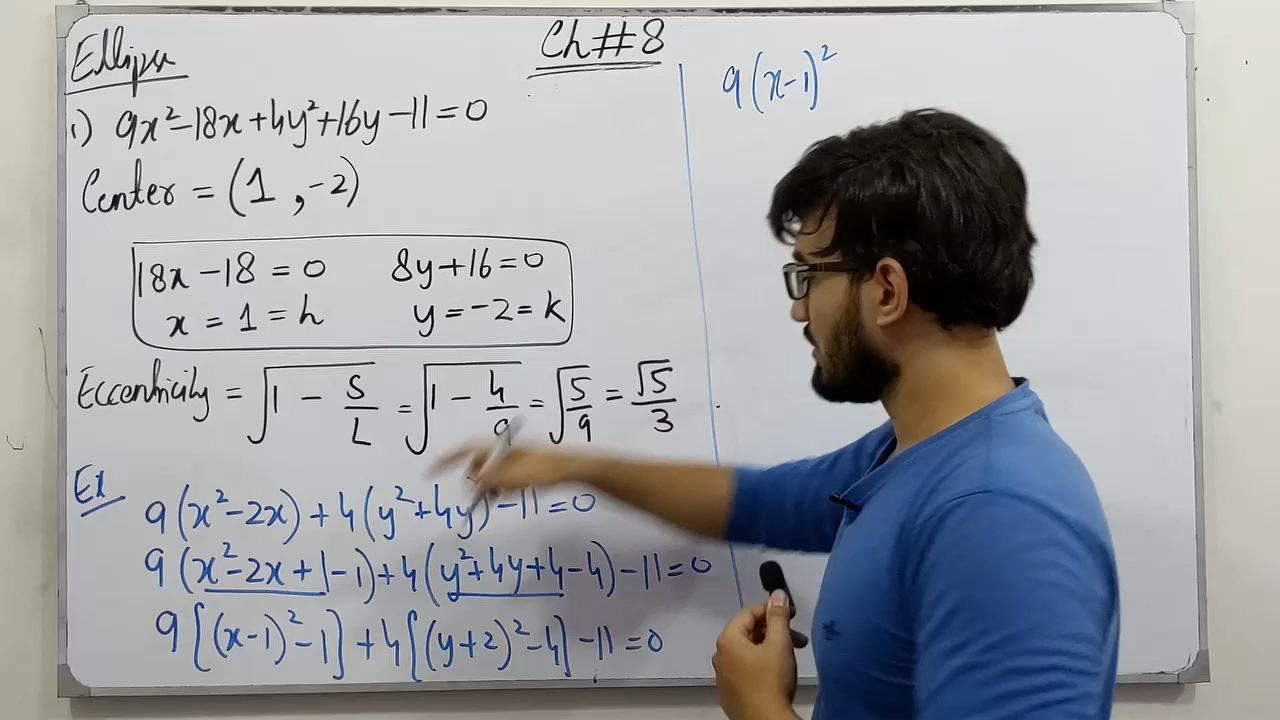 Ch#8
Ellipse
1) 9x²-18x+4y²+16y-11=0
Center = (1 , -2)
18x-18=0 8y+16=0
x = 1 = h y=-2=k
Eccentricity = √(1 - S/L) = √(1 - 4/9) = √(5/9) = √5/3
Ex
9(x²-2x)+4(y²+4y)-11=0
9(x²-2x+1-1)+4(y²+4y+4-4)-11=0
9[(x-1)²-1]+4[(y+2)²-4]-11=0
9(x-1)²